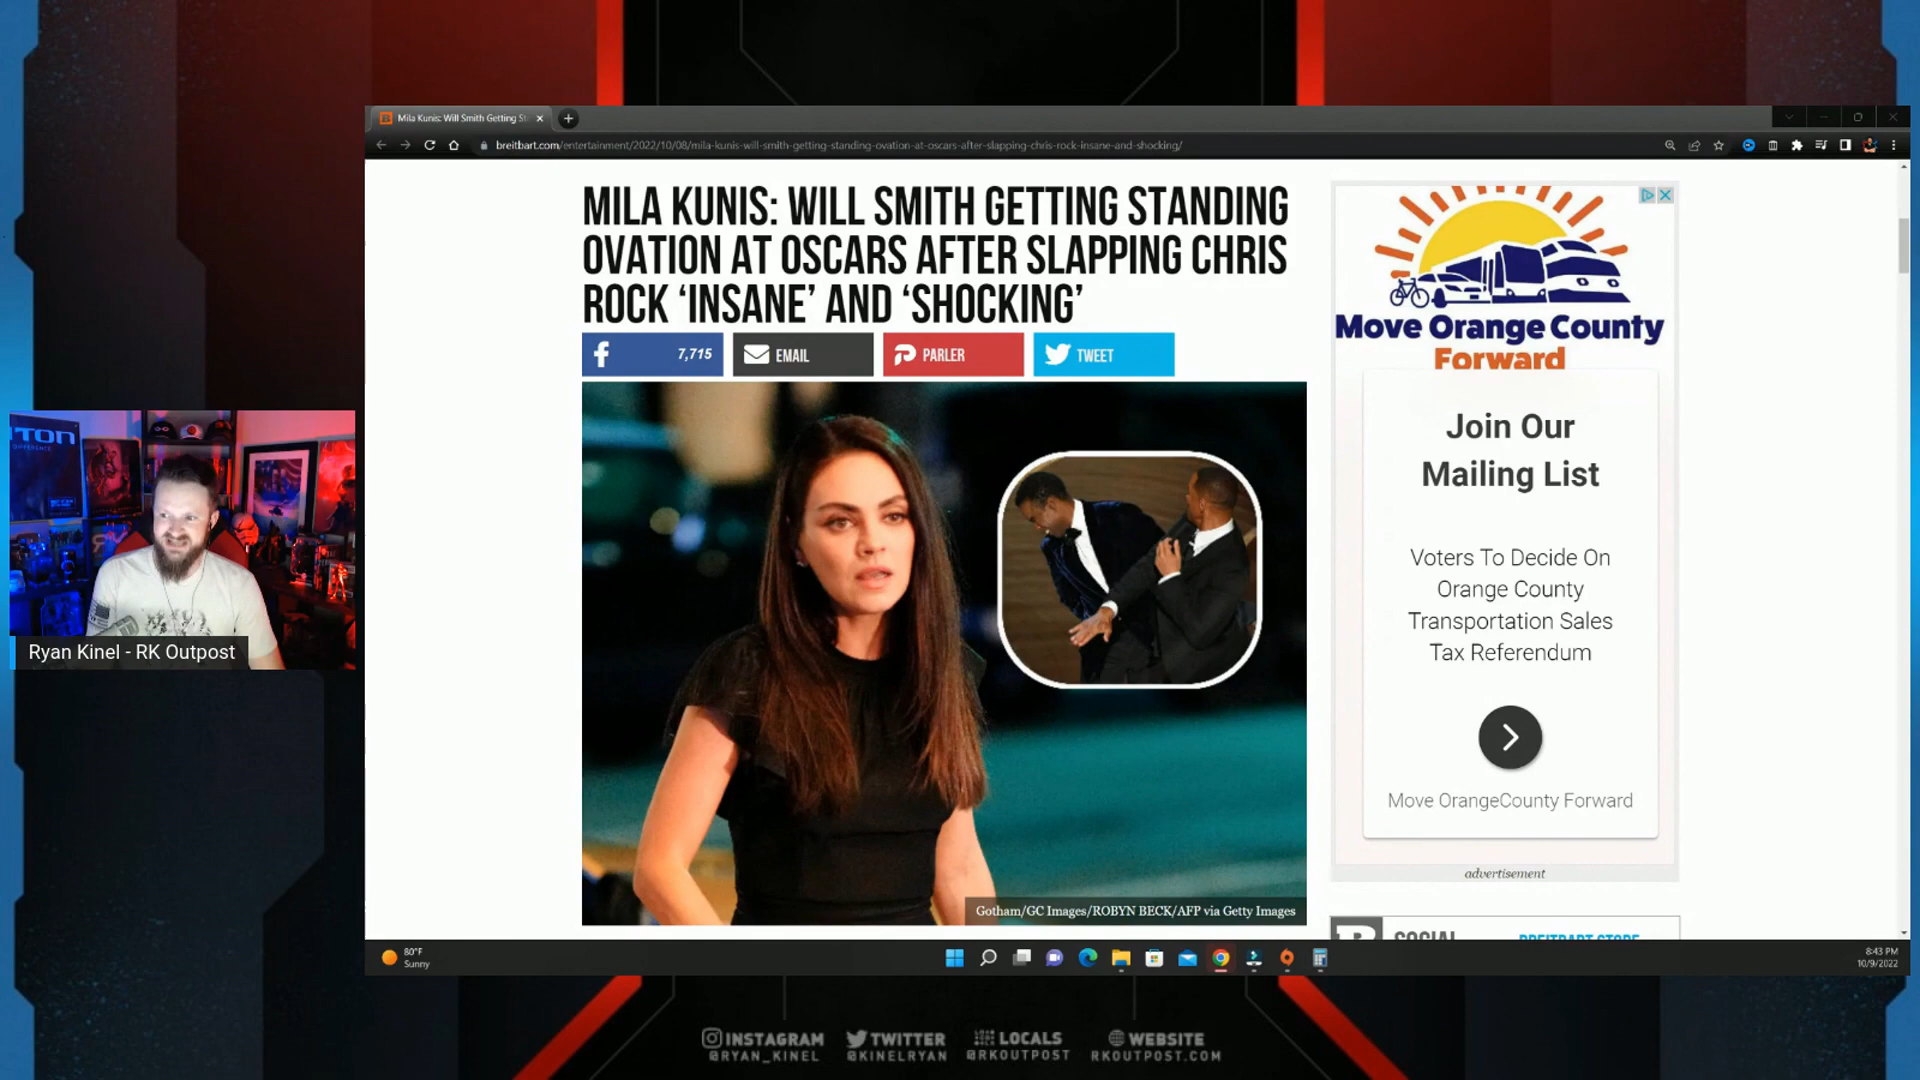 Mila Kunis: Will Smith Getting St
breitbart.com/entertainment/2022/10/08/mila-kunis-will-smith-getting-standing-ovation-at-oscars-after-slapping-chris-rock-insane-and-shocking/
MILA KUNIS: WILL SMITH GETTING STANDING
OVATION AT OSCARS AFTER SLAPPING CHRIS
ROCK ‘INSANE’ AND ‘SHOCKING’
7,715
EMAIL
PARLER
TWEET
Gotham/GC Images/ROBYN BECK/AFP via Getty Images
Move Orange County
Forward
Join Our
Mailing List
Voters To Decide On
Orange County
Transportation Sales
Tax Referendum
Move OrangeCounty Forward
advertisement
SOCIAL
BREITBART STORE
ITON
Ryan Kinel - RK Outpost
80°F
Sunny
8:43 PM
10/9/2022
INSTAGRAM
@RYAN_KINEL
TWITTER
@KINELRYAN
LOCALS
@RKOUTPOST
WEBSITE
RKOUTPOST.COM